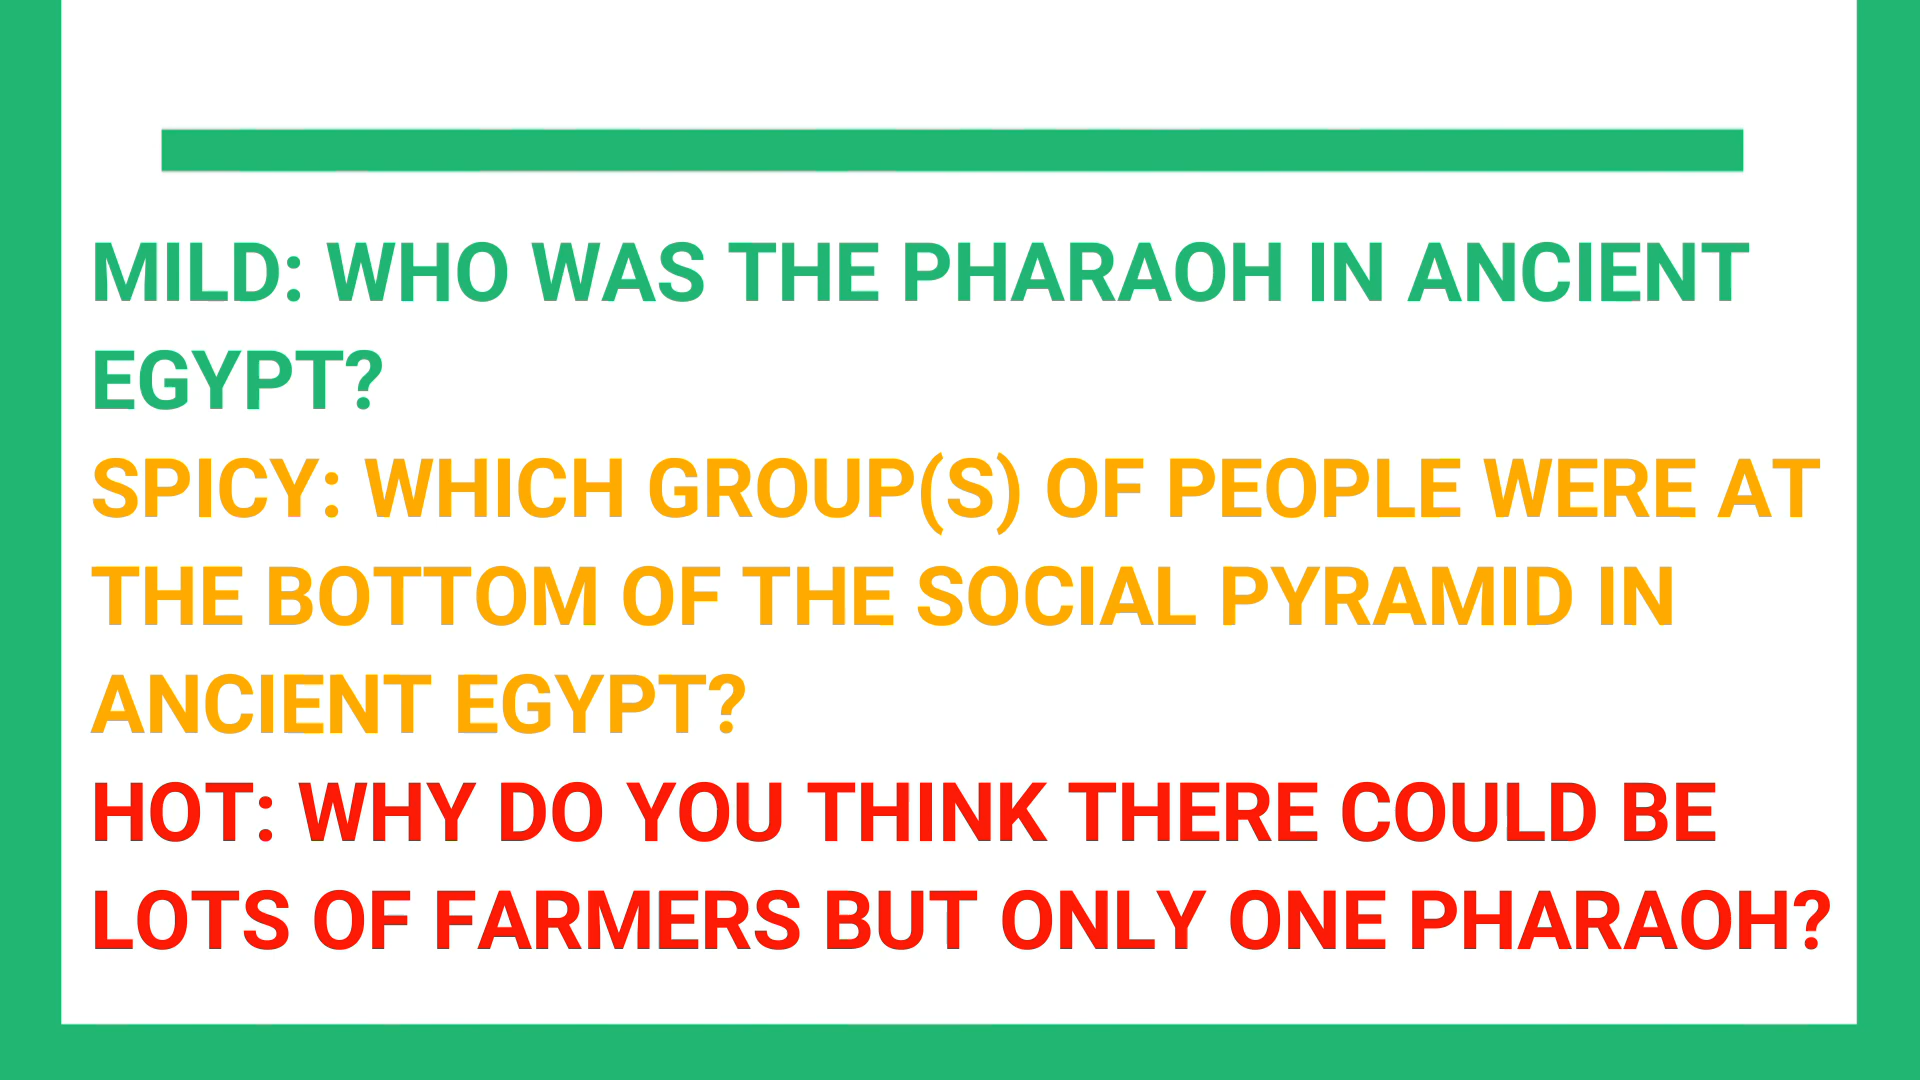 MILD: WHO WAS THE PHARAOH IN ANCIENT
EGYPT?
SPICY: WHICH GROUP(S) OF PEOPLE WERE AT
THE BOTTOM OF THE SOCIAL PYRAMID IN
ANCIENT EGYPT?
HOT: WHY DO YOU THINK THERE COULD BE
LOTS OF FARMERS BUT ONLY ONE PHARAOH?